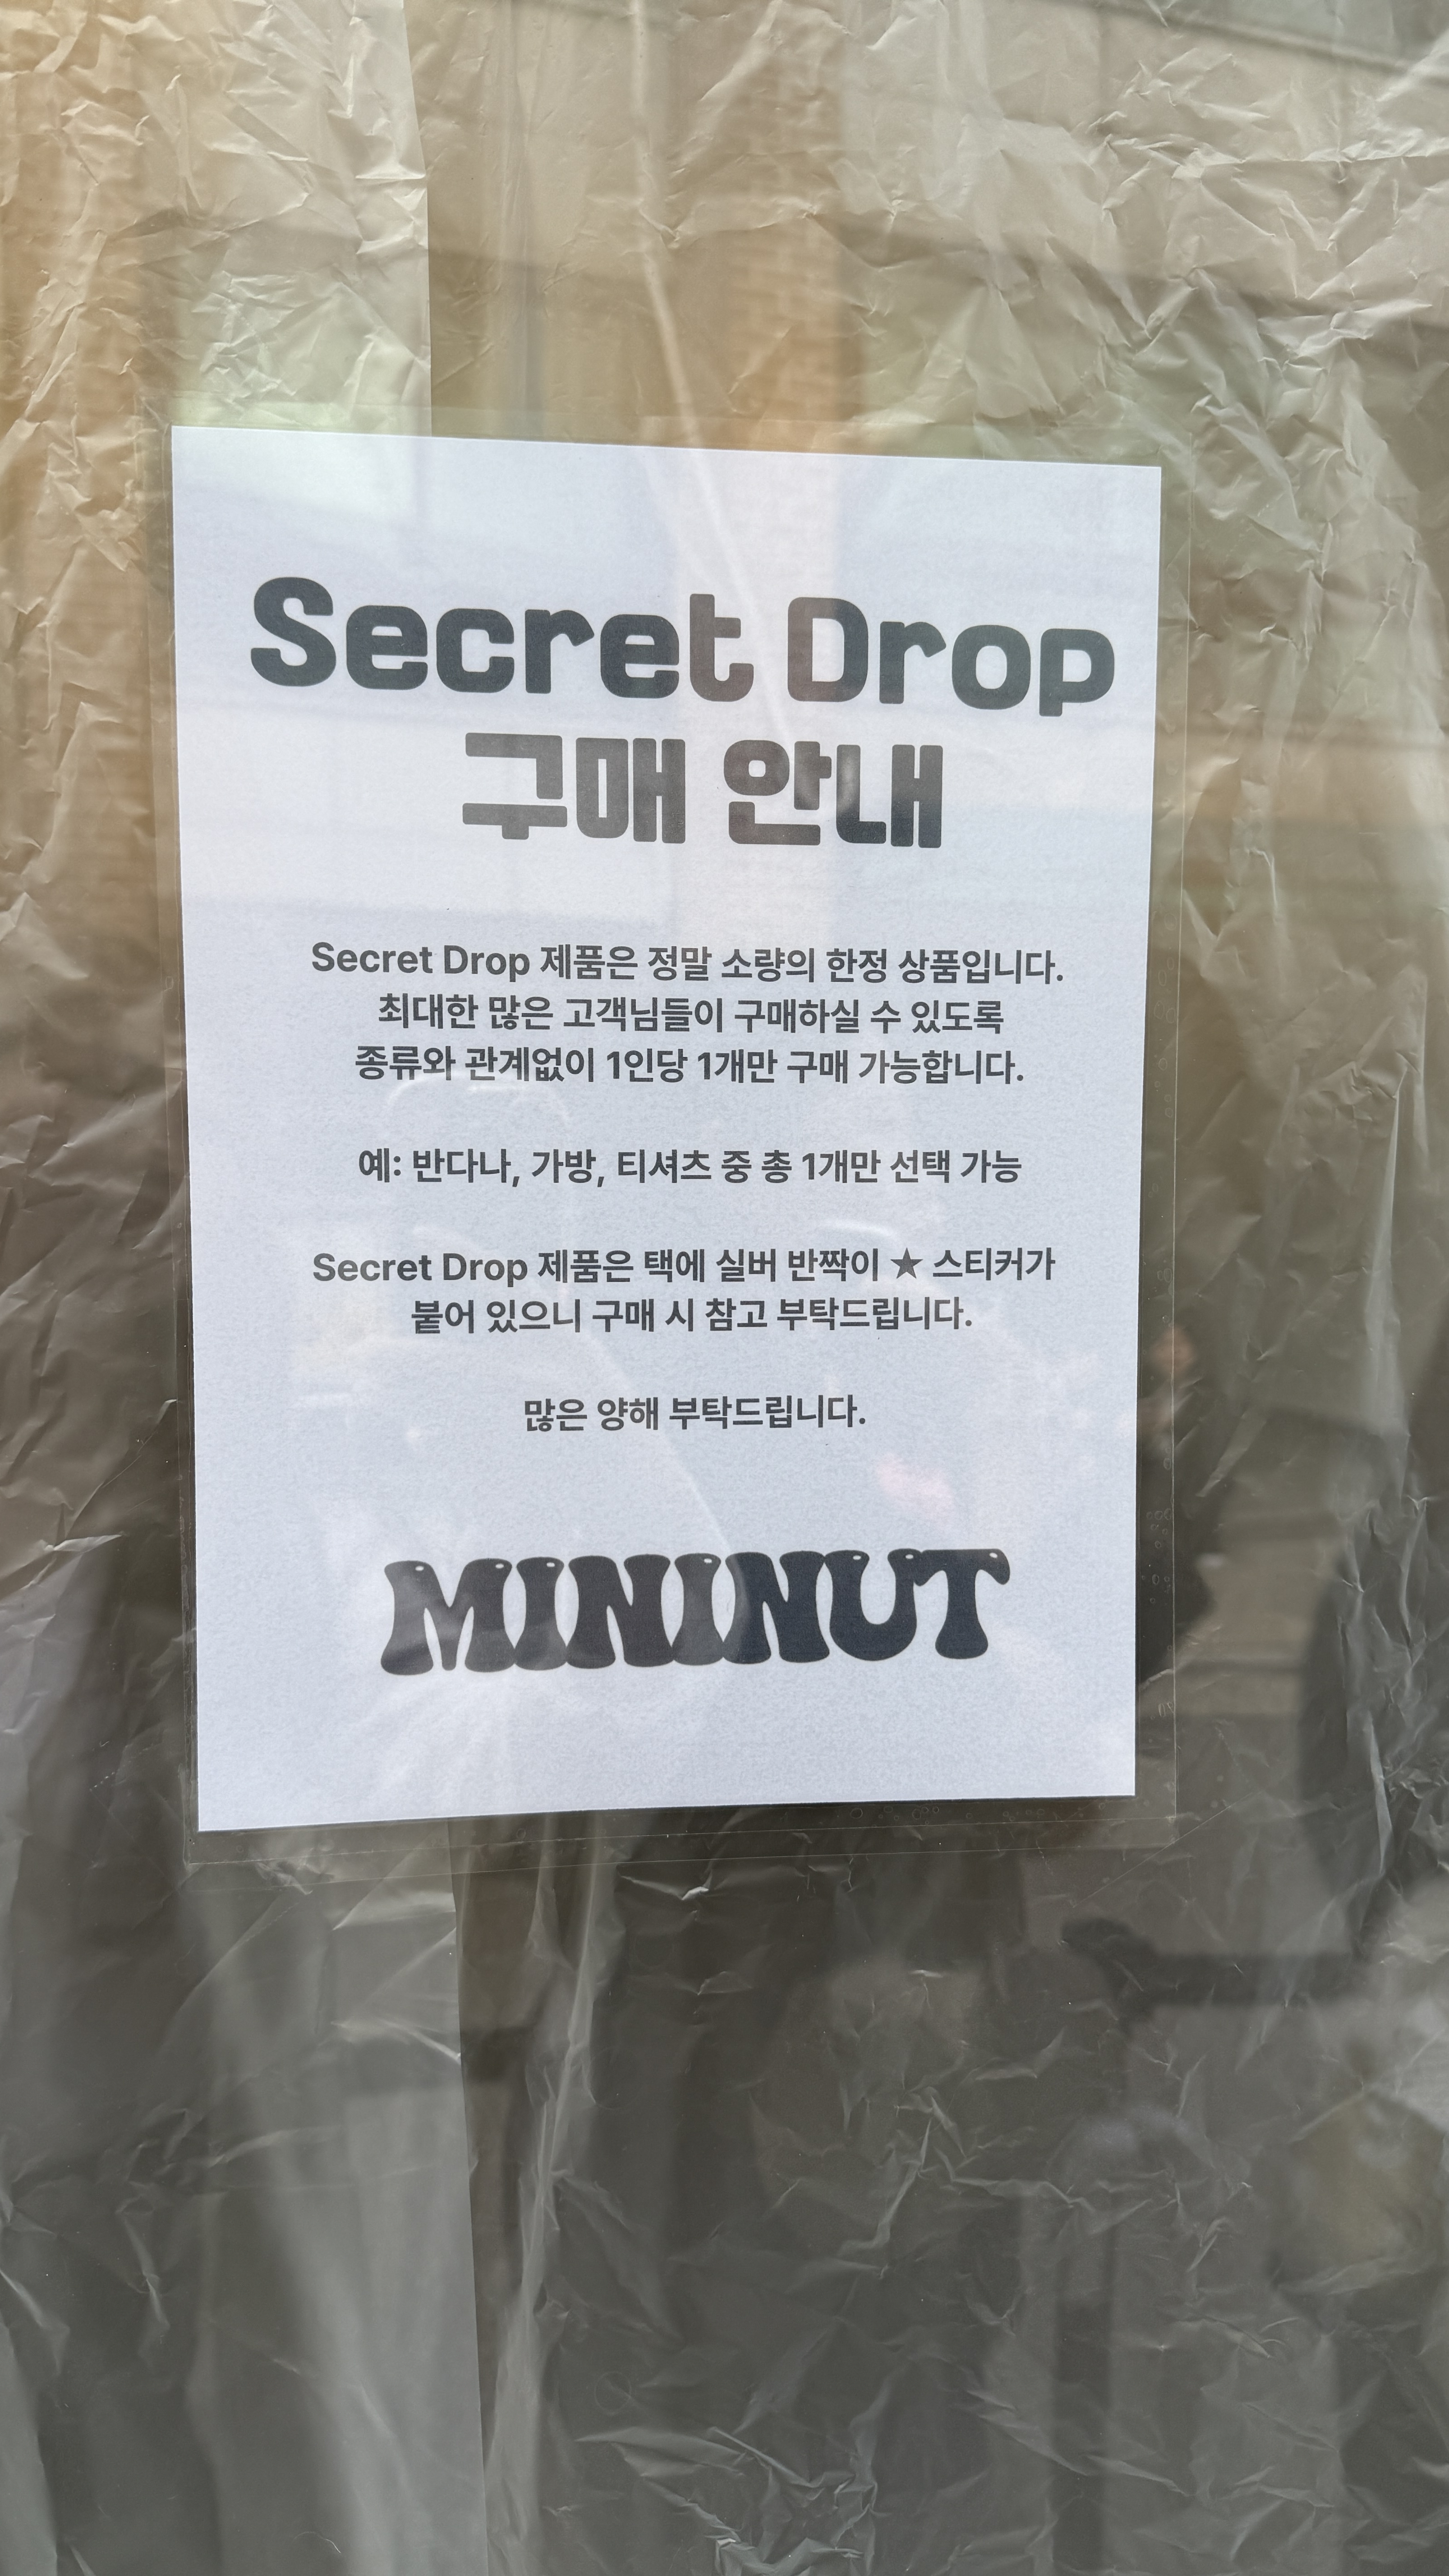 Secret Drop
구매 안내
Secret Drop 제품은 정말 소량의 한정 상품입니다.
최대한 많은 고객님들이 구매하실 수 있도록
종류와 관계없이 1인당 1개만 구매 가능합니다.
예: 반다나, 가방, 티셔츠 중 총 1개만 선택 가능
Secret Drop 제품은 택에 실버 반짝이 ★ 스티커가
붙어 있으니 구매 시 참고 부탁드립니다.
많은 양해 부탁드립니다.
MININUT